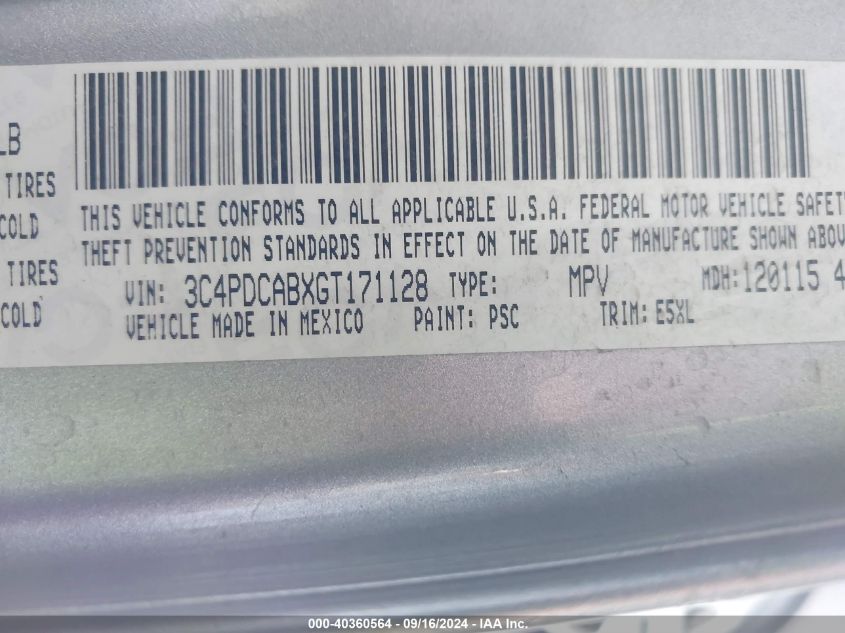 LB
TIRES
COLD
TIRES
COLD
THIS VEHICLE CONFORMS TO ALL APPLICABLE U.S.A. FEDERAL MOTOR VEHICLE SAFETY
THEFT PREVENTION STANDARDS IN EFFECT ON THE DATE OF MANUFACTURE SHOWN ABOV
VIN: 3C4PDCABXGT171128 TYPE: MPV MDH: 120115 4
VEHICLE MADE IN MEXICO PAINT: PSC TRIM: E5XL
000-40360564 - 09/16/2024 - IAA Inc.